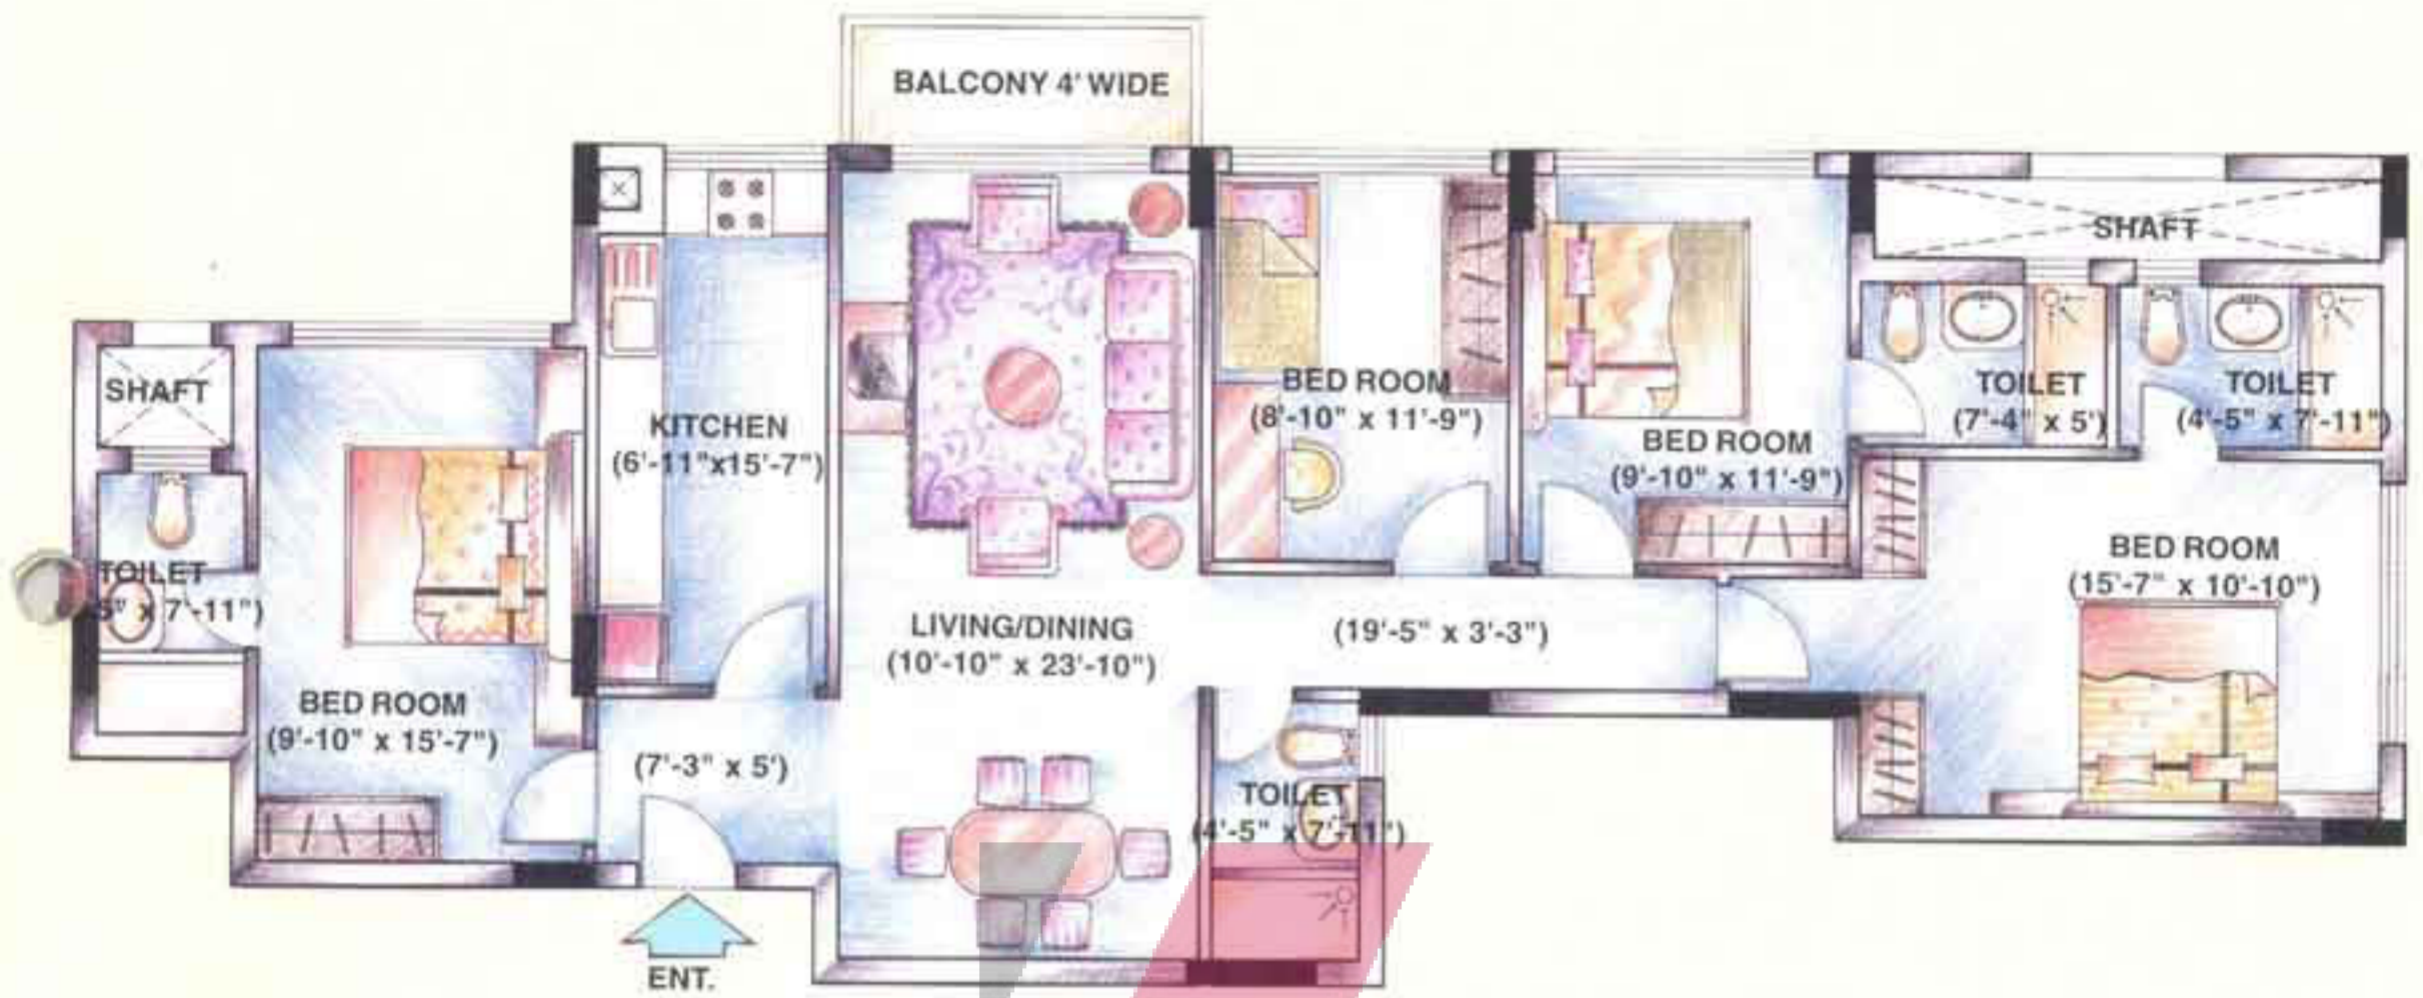 BALCONY 4' WIDE
SHAFT
SHAFT
KITCHEN
(6'-11"x15'-7")
BED ROOM
(8'-10" x 11'-9")
BED ROOM
(9'-10" x 11'-9")
TOILET
(7'-4" x 5')
TOILET
(4'-5" x 7'-11")
TOILET
5" x 7'-11")
BED ROOM
(9'-10" x 15'-7")
LIVING/DINING
(10'-10" x 23'-10")
(19'-5" x 3'-3")
BED ROOM
(15'-7" x 10'-10")
(7'-3" x 5')
TOILET
(4'-5" x 7'-11")
ENT.